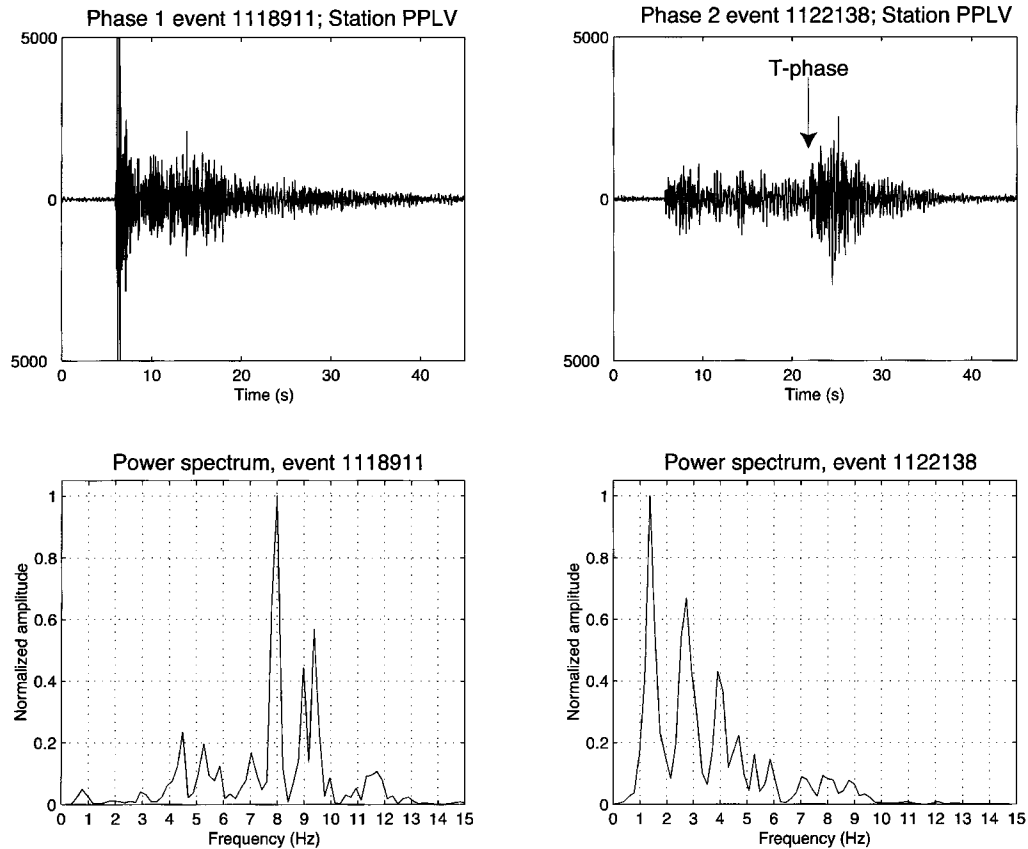 Phase 1 event 1118911; Station PPLV
5000
0
5000
0 10 20 30 40
Time (s)
Phase 2 event 1122138; Station PPLV
T-phase
5000
0
5000
0 10 20 30 40
Time (s)
Power spectrum, event 1118911
Normalized amplitude
1
0.8
0.6
0.4
0.2
0
0 1 2 3 4 5 6 7 8 9 10 11 12 13 14 15
Frequency (Hz)
Power spectrum, event 1122138
Normalized amplitude
1
0.8
0.6
0.4
0.2
0
0 1 2 3 4 5 6 7 8 9 10 11 12 13 14 15
Frequency (Hz)